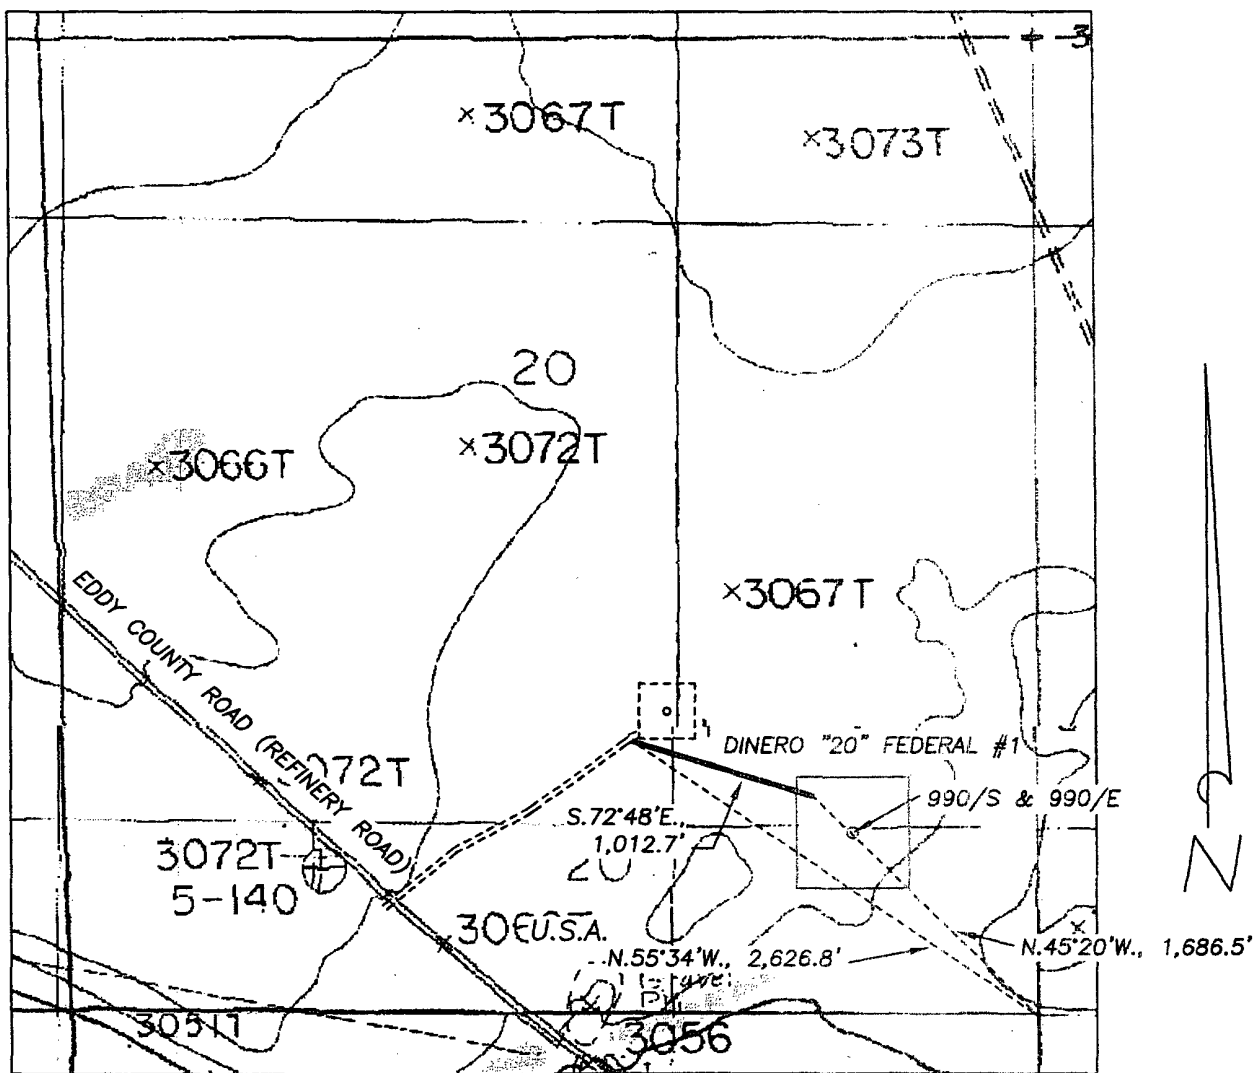 3
×3067T
×3073T
20
×3072T
×3066T
×3067T
EDDY COUNTY ROAD (REFINERY ROAD)
DINERO "20" FEDERAL #1
990/S & 990/E
S.72°48'E.,
1,012.7'
3072T
5-140
U.S.A.
N.55°34'W., 2,626.8'
N.45°20'W., 1,686.5'
3056
N